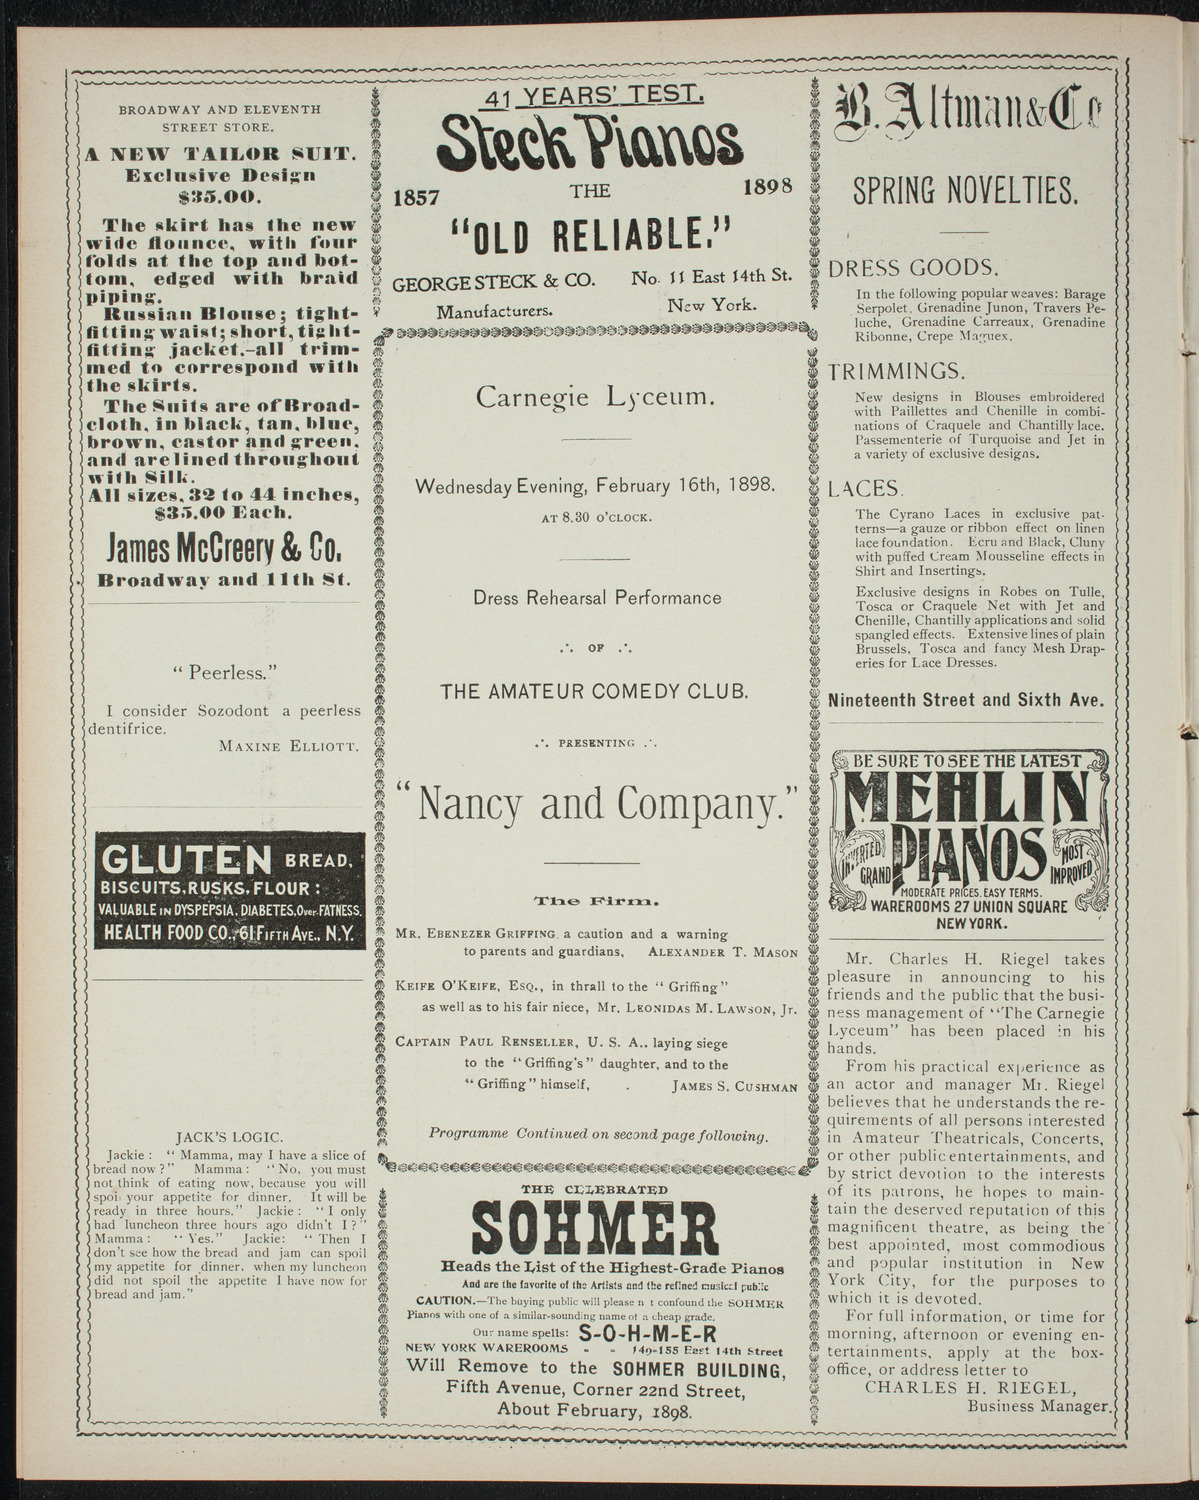 BROADWAY AND ELEVENTH
STREET STORE.
A NEW TAILOR SUIT.
Exclusive Design
$35.00.
The skirt has the new
wide flounce, with four
folds at the top and bot-
tom, edged with braid
piping.
Russian Blouse; tight-
fitting waist; short, tight-
fitting jacket,-all trim-
med to correspond with
the skirts.
The Suits are of Broad-
cloth, in black, tan, blue,
brown, castor and green,
and are lined throughout
with Silk.
All sizes, 32 to 44 inches,
$35.00 Each.
James McCreery & Co.
Broadway and 11th St.
"Peerless."
I consider Sozodont a peerless
dentifrice.
MAXINE ELLIOTT.
GLUTEN BREAD,
BISCUITS, RUSKS, FLOUR:
VALUABLE IN DYSPEPSIA, DIABETES, Over-FATNESS.
HEALTH FOOD CO., 61 FIFTH AVE., N.Y.
JACK'S LOGIC.
Jackie: "Mamma, may I have a slice of
bread now?" Mamma: "No, you must
not think of eating now, because you will
spoil your appetite for dinner. It will be
ready in three hours." Jackie: "I only
had luncheon three hours ago didn't I?"
Mamma: "Yes." Jackie: "Then I
don't see how the bread and jam can spoil
my appetite for dinner, when my luncheon
did not spoil the appetite I have now for
bread and jam."
41 YEARS' TEST.
Steck Pianos
1857 THE 1898
"OLD RELIABLE."
GEORGE STECK & CO. No. 11 East 14th St.
Manufacturers. New York.
Carnegie Lyceum.
Wednesday Evening, February 16th, 1898.
AT 8.30 O'CLOCK.
Dress Rehearsal Performance
∴ OF ∴
THE AMATEUR COMEDY CLUB.
∴ PRESENTING ∴
"Nancy and Company."
The Firm.
MR. EBENEZER GRIFFING, a caution and a warning
to parents and guardians, ALEXANDER T. MASON
KEIFE O'KEIFE, ESQ., in thrall to the "Griffing"
as well as to his fair niece, MR. LEONIDAS M. LAWSON, Jr.
CAPTAIN PAUL RENSELLER, U. S. A., laying siege
to the "Griffing's" daughter, and to the
"Griffing" himself, . JAMES S. CUSHMAN
Programme Continued on second page following.
THE CELEBRATED
SOHMER
Heads the List of the Highest-Grade Pianos
And are the favorite of the Artists and the refined musical public
CAUTION.—The buying public will please n t confound the SOHMER
Pianos with one of a similar-sounding name of a cheap grade.
Our name spells: S-O-H-M-E-R
NEW YORK WAREROOMS - - 149-155 East 14th Street
Will Remove to the SOHMER BUILDING,
Fifth Avenue, Corner 22nd Street,
About February, 1898.
B. Altman & Co
SPRING NOVELTIES.
DRESS GOODS.
In the following popular weaves: Barage
Serpolet, Grenadine Junon, Travers Pe-
luche, Grenadine Carreaux, Grenadine
Ribonne, Crepe Maguex.
TRIMMINGS.
New designs in Blouses embroidered
with Paillettes and Chenille in combi-
nations of Craquele and Chantilly lace.
Passementerie of Turquoise and Jet in
a variety of exclusive designs.
LACES.
The Cyrano Laces in exclusive pat-
terns—a gauze or ribbon effect on linen
lace foundation. Ecru and Black, Cluny
with puffed Cream Mousseline effects in
Shirt and Insertings.
Exclusive designs in Robes on Tulle,
Tosca or Craquele Net with Jet and
Chenille, Chantilly applications and solid
spangled effects. Extensive lines of plain
Brussels, Tosca and fancy Mesh Drap-
eries for Lace Dresses.
Nineteenth Street and Sixth Ave.
BE SURE TO SEE THE LATEST
MEHLIN
PIANOS
INVERTED GRAND
MOST IMPROVED
MODERATE PRICES. EASY TERMS.
WAREROOMS 27 UNION SQUARE
NEW YORK.
Mr. Charles H. Riegel takes
pleasure in announcing to his
friends and the public that the busi-
ness management of "The Carnegie
Lyceum" has been placed in his
hands.
From his practical experience as
an actor and manager Mr. Riegel
believes that he understands the re-
quirements of all persons interested
in Amateur Theatricals, Concerts,
or other public entertainments, and
by strict devotion to the interests
of its patrons, he hopes to main-
tain the deserved reputation of this
magnificent theatre, as being the
best appointed, most commodious
and popular institution in New
York City, for the purposes to
which it is devoted.
For full information, or time for
morning, afternoon or evening en-
tertainments, apply at the box-
office, or address letter to
CHARLES H. RIEGEL,
Business Manager.